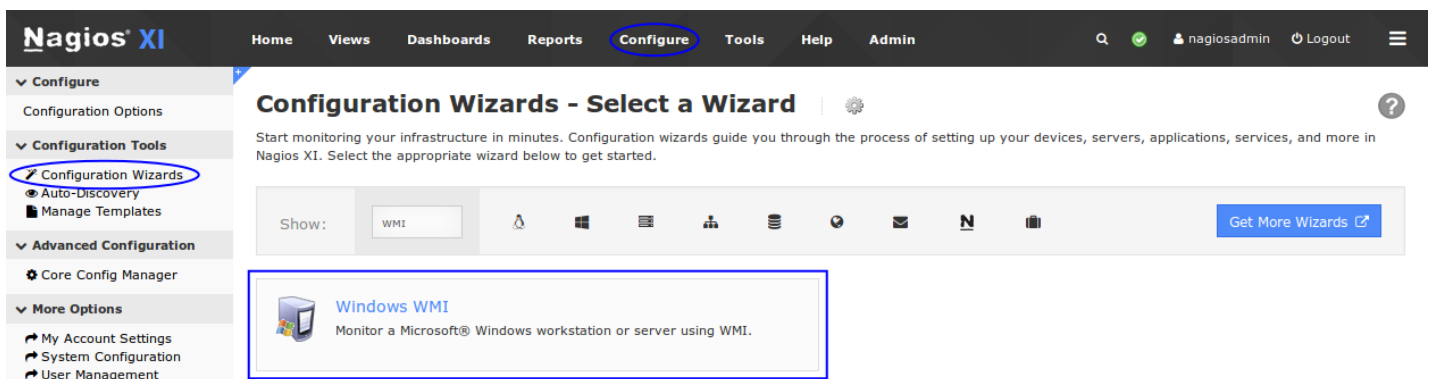 Nagios® XI
Home Views Dashboards Reports Configure Tools Help Admin nagiosadmin Logout
Configure
Configuration Options
Configuration Tools
Configuration Wizards
Auto-Discovery
Manage Templates
Advanced Configuration
Core Config Manager
More Options
My Account Settings
System Configuration
User Management
Configuration Wizards - Select a Wizard
Start monitoring your infrastructure in minutes. Configuration wizards guide you through the process of setting up your devices, servers, applications, services, and more in
Nagios XI. Select the appropriate wizard below to get started.
Show: WMI N Get More Wizards
Windows WMI
Monitor a Microsoft® Windows workstation or server using WMI.